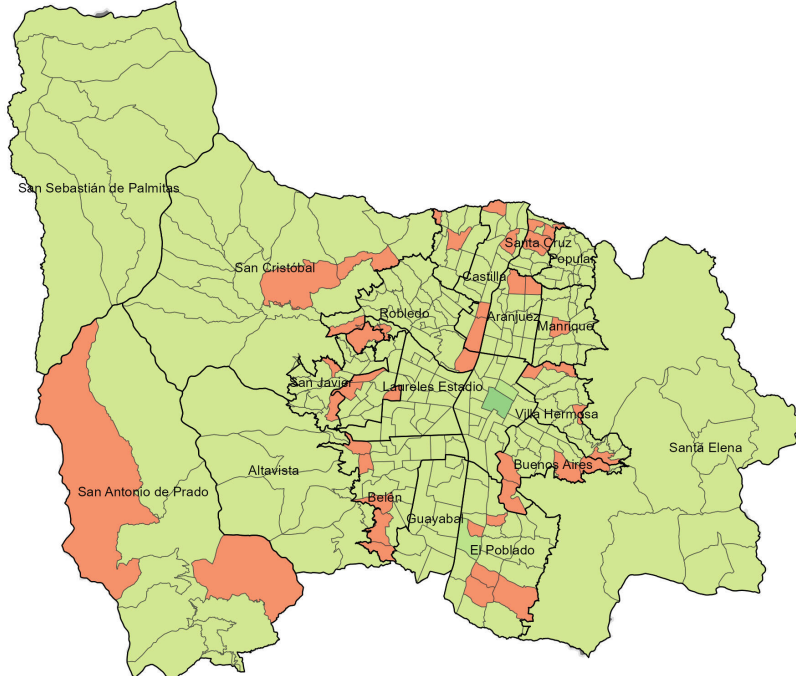 San Sebastián de Palmitas
Santa Cruz
Popular
San Cristóbal
Castilla
Robledo
Aranjuez
Manrique
San Javier
Laureles Estadio
Villa Hermosa
Santa Elena
Buenos Aires
Altavista
San Antonio de Prado
Belén
Guayabal
El Poblado